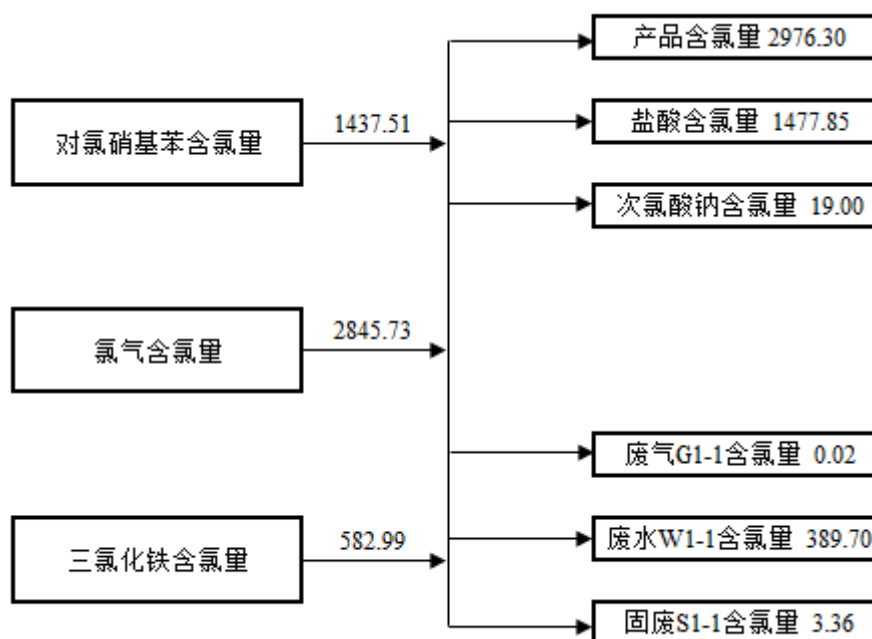 产品含氯量 2976.30
对氯硝基苯含氯量
1437.51
盐酸含氯量 1477.85
次氯酸钠含氯量 19.00
氯气含氯量
2845.73
废气G1-1含氯量 0.02
三氯化铁含氯量
582.99
废水W1-1含氯量 389.70
固废S1-1含氯量 3.36